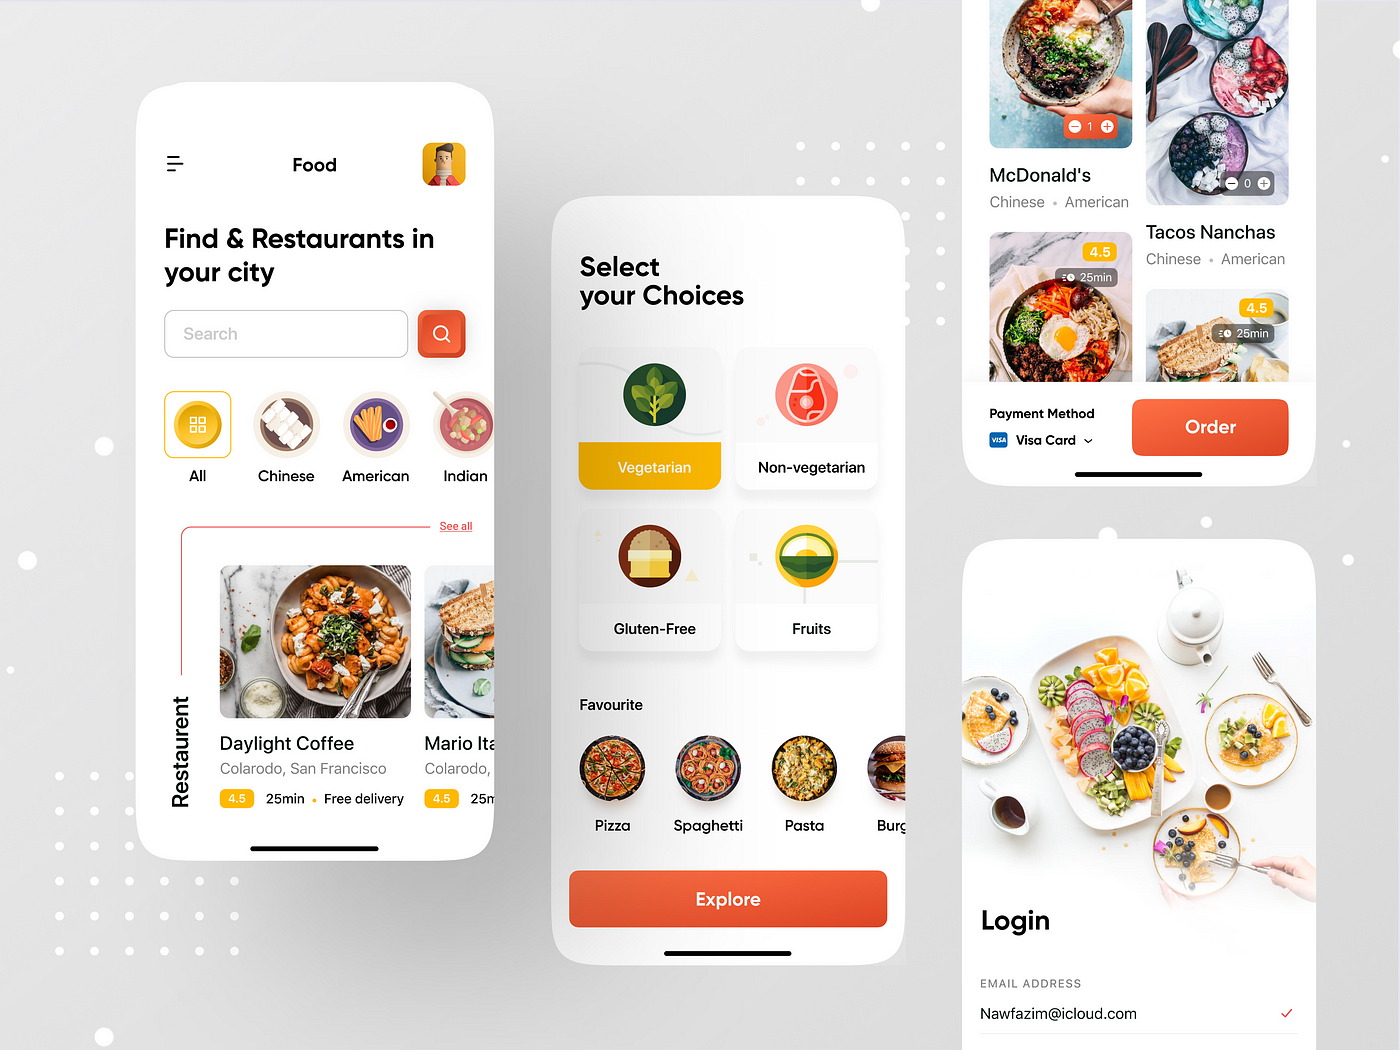 Food
Find & Restaurants in
your city
Search
All
Chinese
American
Indian
See all
Restaurent
Daylight Coffee
Colarodo, San Francisco
4.5 25min • Free delivery
Mario Ita
Colarodo,
4.5 25m
Select
your Choices
Vegetarian
Non-vegetarian
Gluten-Free
Fruits
Favourite
Pizza
Spaghetti
Pasta
Burg
Explore
1
McDonald's
Chinese • American
4.5
25min
0
Tacos Nanchas
Chinese • American
4.5
25min
Payment Method
VISA Visa Card
Order
Login
EMAIL ADDRESS
Nawfazim@icloud.com